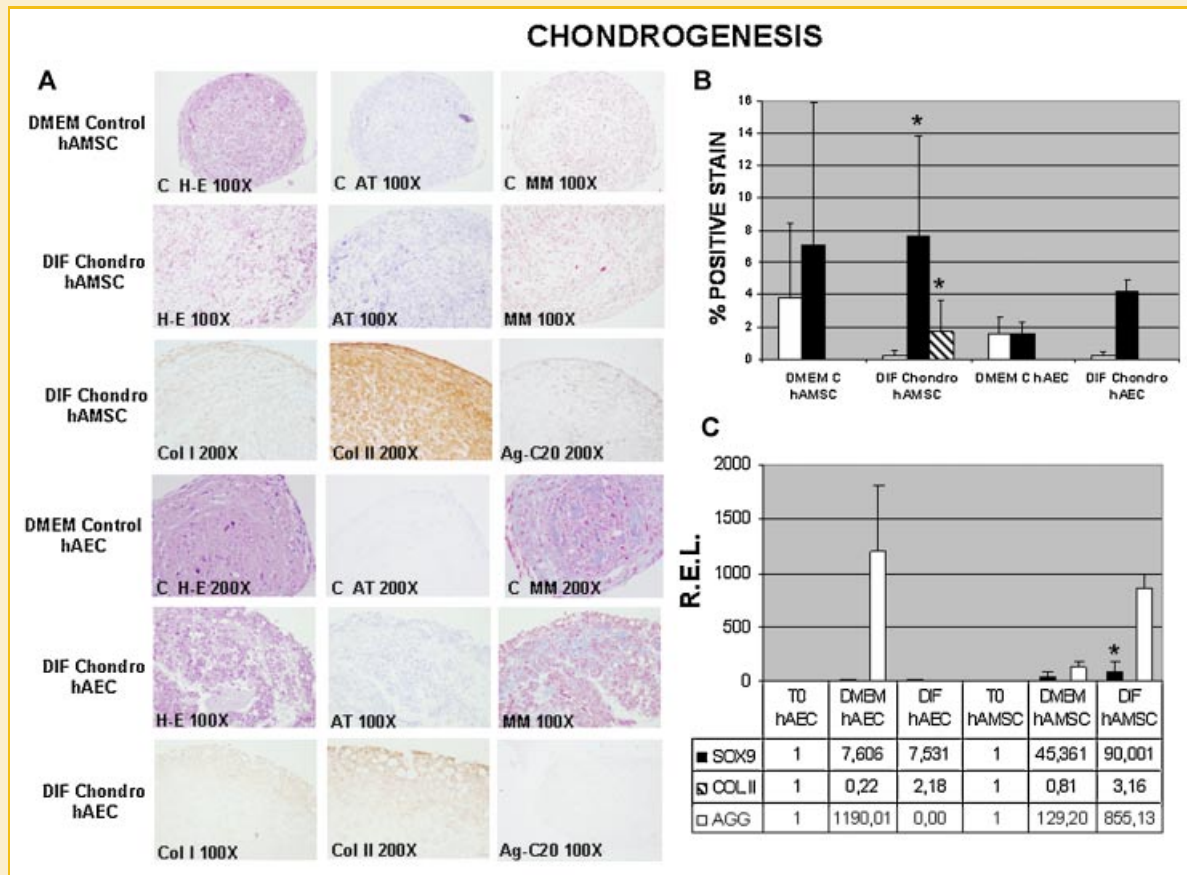 CHONDROGENESIS
A
DMEM Control
hAMSC
C H-E 100X
C AT 100X
C MM 100X
DIF Chondro
hAMSC
H-E 100X
AT 100X
MM 100X
DIF Chondro
hAMSC
Col I 200X
Col II 200X
Ag-C20 200X
DMEM Control
hAEC
C H-E 200X
C AT 200X
C MM 200X
DIF Chondro
hAEC
H-E 100X
AT 100X
MM 100X
DIF Chondro
hAEC
Col I 100X
Col II 200X
Ag-C20 100X
B
% POSITIVE STAIN
16
14
12
10
8
6
4
2
0
*
*
DMEM C hAMSC
DIF Chondro hAMSC
DMEM C hAEC
DIF Chondro hAEC
C
R.E.L.
2000
1500
1000
500
0
*
T0 hAEC DMEM hAEC DIF hAEC T0 hAMSC DMEM hAMSC DIF hAMSC
SOX9 1 7,606 7,531 1 45,361 90,001
COL II 1 0,22 2,18 1 0,81 3,16
AGG 1 1190,01 0,00 1 129,20 855,13